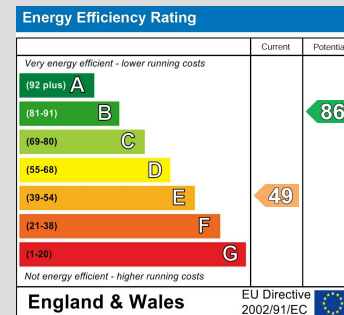 Energy Efficiency Rating
Current
Potentia
Very energy efficient - lower running costs
(92 plus) A
(81-91) B
86
(69-80) C
(55-68) D
(39-54) E
49
(21-38) F
(1-20) G
Not energy efficient - higher running costs
England & Wales
EU Directive
2002/91/EC